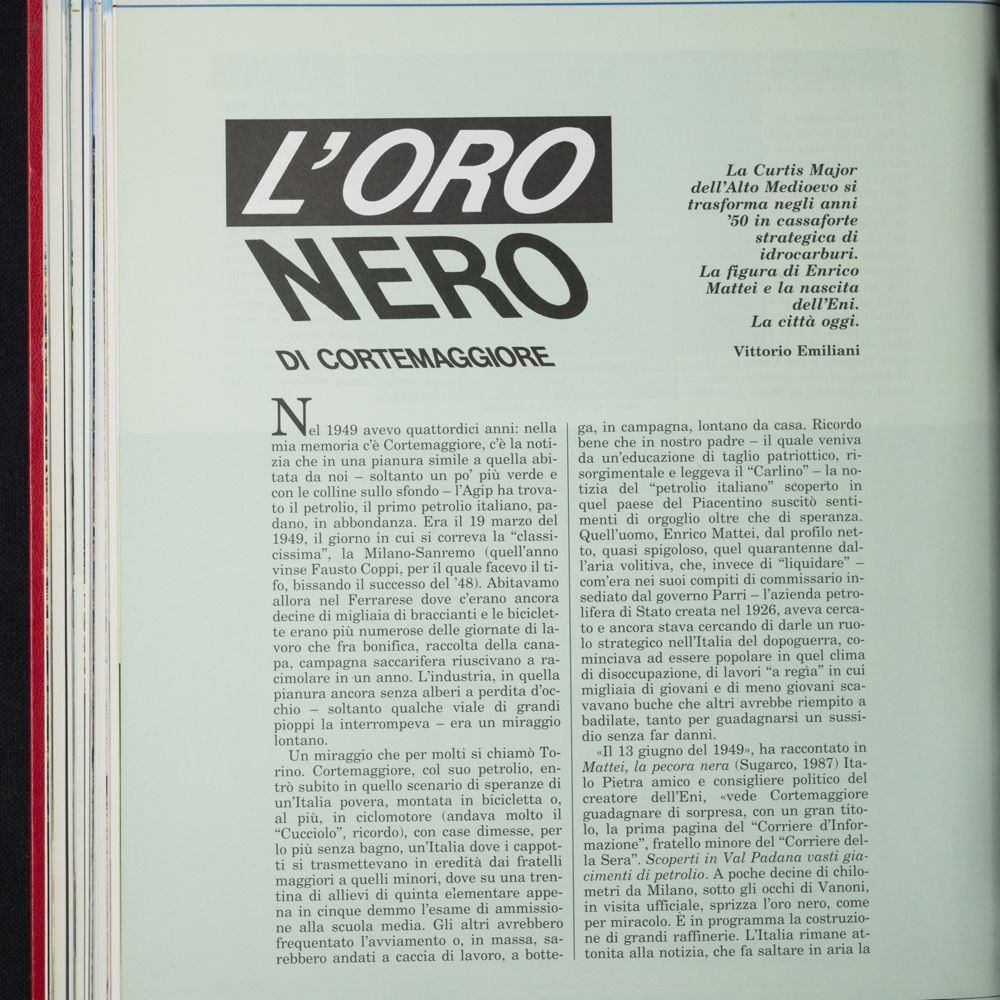 L'ORO
NERO
DI CORTEMAGGIORE
La Curtis Major
dell'Alto Medioevo si
trasforma negli anni
'50 in cassaforte
strategica di
idrocarburi.
La figura di Enrico
Mattei e la nascita
dell'Eni.
La città oggi.
Vittorio Emiliani
Nel 1949 avevo quattordici anni: nella
mia memoria c'è Cortemaggiore, c'è la noti-
zia che in una pianura simile a quella abi-
tata da noi – soltanto un po' più verde e
con le colline sullo sfondo – l'Agip ha trova-
to il petrolio, il primo petrolio italiano, pa-
dano, in abbondanza. Era il 19 marzo del
1949, il giorno in cui si correva la "classi-
cissima", la Milano-Sanremo (quell'anno
vinse Fausto Coppi, per il quale facevo il ti-
fo, bissando il successo del '48). Abitavamo
allora nel Ferrarese dove c'erano ancora
decine di migliaia di braccianti e le biciclet-
te erano più numerose delle giornate di la-
voro che fra bonifica, raccolta della cana-
pa, campagna saccarifera riuscivano a ra-
cimolare in un anno. L'industria, in quella
pianura ancora senza alberi a perdita d'oc-
chio – soltanto qualche viale di grandi
pioppi la interrompeva – era un miraggio
lontano.
Un miraggio che per molti si chiamò To-
rino. Cortemaggiore, col suo petrolio, en-
trò subito in quello scenario di speranze di
un'Italia povera, montata in bicicletta o,
al più, in ciclomotore (andava molto il
"Cucciolo", ricordo), con case dimesse, per
lo più senza bagno, un'Italia dove i cappot-
ti si trasmettevano in eredità dai fratelli
maggiori a quelli minori, dove su una tren-
tina di allievi di quinta elementare appe-
na in cinque demmo l'esame di ammissio-
ne alla scuola media. Gli altri avrebbero
frequentato l'avviamento o, in massa, sa-
rebbero andati a caccia di lavoro, a botte-
ga, in campagna, lontano da casa. Ricordo
bene che in nostro padre – il quale veniva
da un'educazione di taglio patriottico, ri-
sorgimentale e leggeva il "Carlino" – la no-
tizia del "petrolio italiano" scoperto in
quel paese del Piacentino suscitò senti-
menti di orgoglio oltre che di speranza.
Quell'uomo, Enrico Mattei, dal profilo net-
to, quasi spigoloso, quel quarantenne dal-
l'aria volitiva, che, invece di "liquidare" –
com'era nei suoi compiti di commissario in-
sediato dal governo Parri – l'azienda petro-
lifera di Stato creata nel 1926, aveva cerca-
to e ancora stava cercando di darle un ruo-
lo strategico nell'Italia del dopoguerra, co-
minciava ad essere popolare in quel clima
di disoccupazione, di lavori "a regìa" in cui
migliaia di giovani e di meno giovani sca-
vavano buche che altri avrebbe riempito a
badilate, tanto per guadagnarsi un sussi-
dio senza far danni.
«Il 13 giugno del 1949», ha raccontato in
Mattei, la pecora nera (Sugarco, 1987) Ita-
lo Pietra amico e consigliere politico del
creatore dell'Eni, «vede Cortemaggiore
guadagnare di sorpresa, con un gran tito-
lo, la prima pagina del "Corriere d'Infor-
mazione", fratello minore del "Corriere del-
la Sera". Scoperti in Val Padana vasti gia-
cimenti di petrolio. A poche decine di chilo-
metri da Milano, sotto gli occhi di Vanoni,
in visita ufficiale, sprizza l'oro nero, come
per miracolo. È in programma la costruzio-
ne di grandi raffinerie. L'Italia rimane at-
tonita alla notizia, che fa saltare in aria la